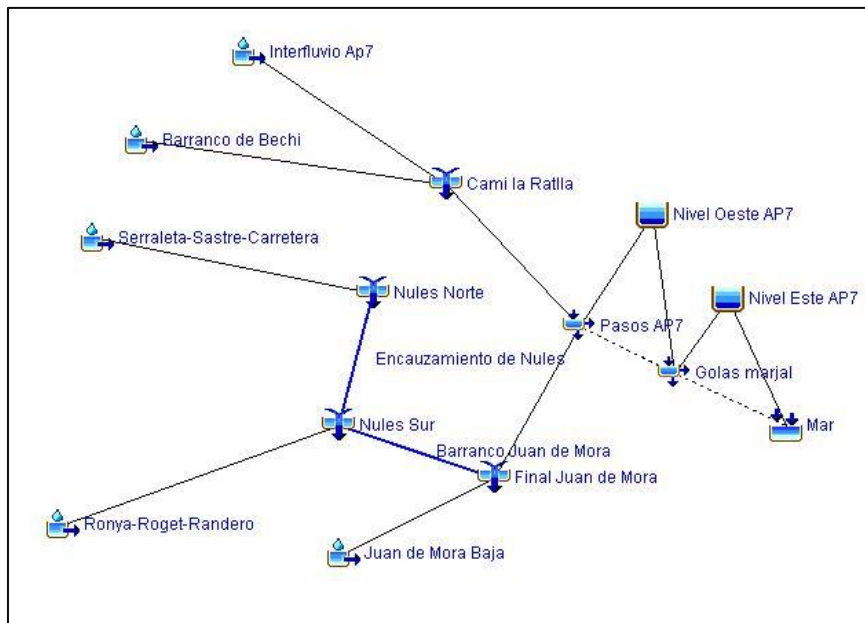 Interfluvio Ap7
Barranco de Bechi
Cami la Ratlla
Nivel Oeste AP7
Serraleta-Sastre-Carretera
Nules Norte
Nivel Este AP7
Pasos AP7
Encauzamiento de Nules
Golas marjal
Nules Sur
Mar
Barranco Juan de Mora
Final Juan de Mora
Ronya-Roget-Randero
Juan de Mora Baja